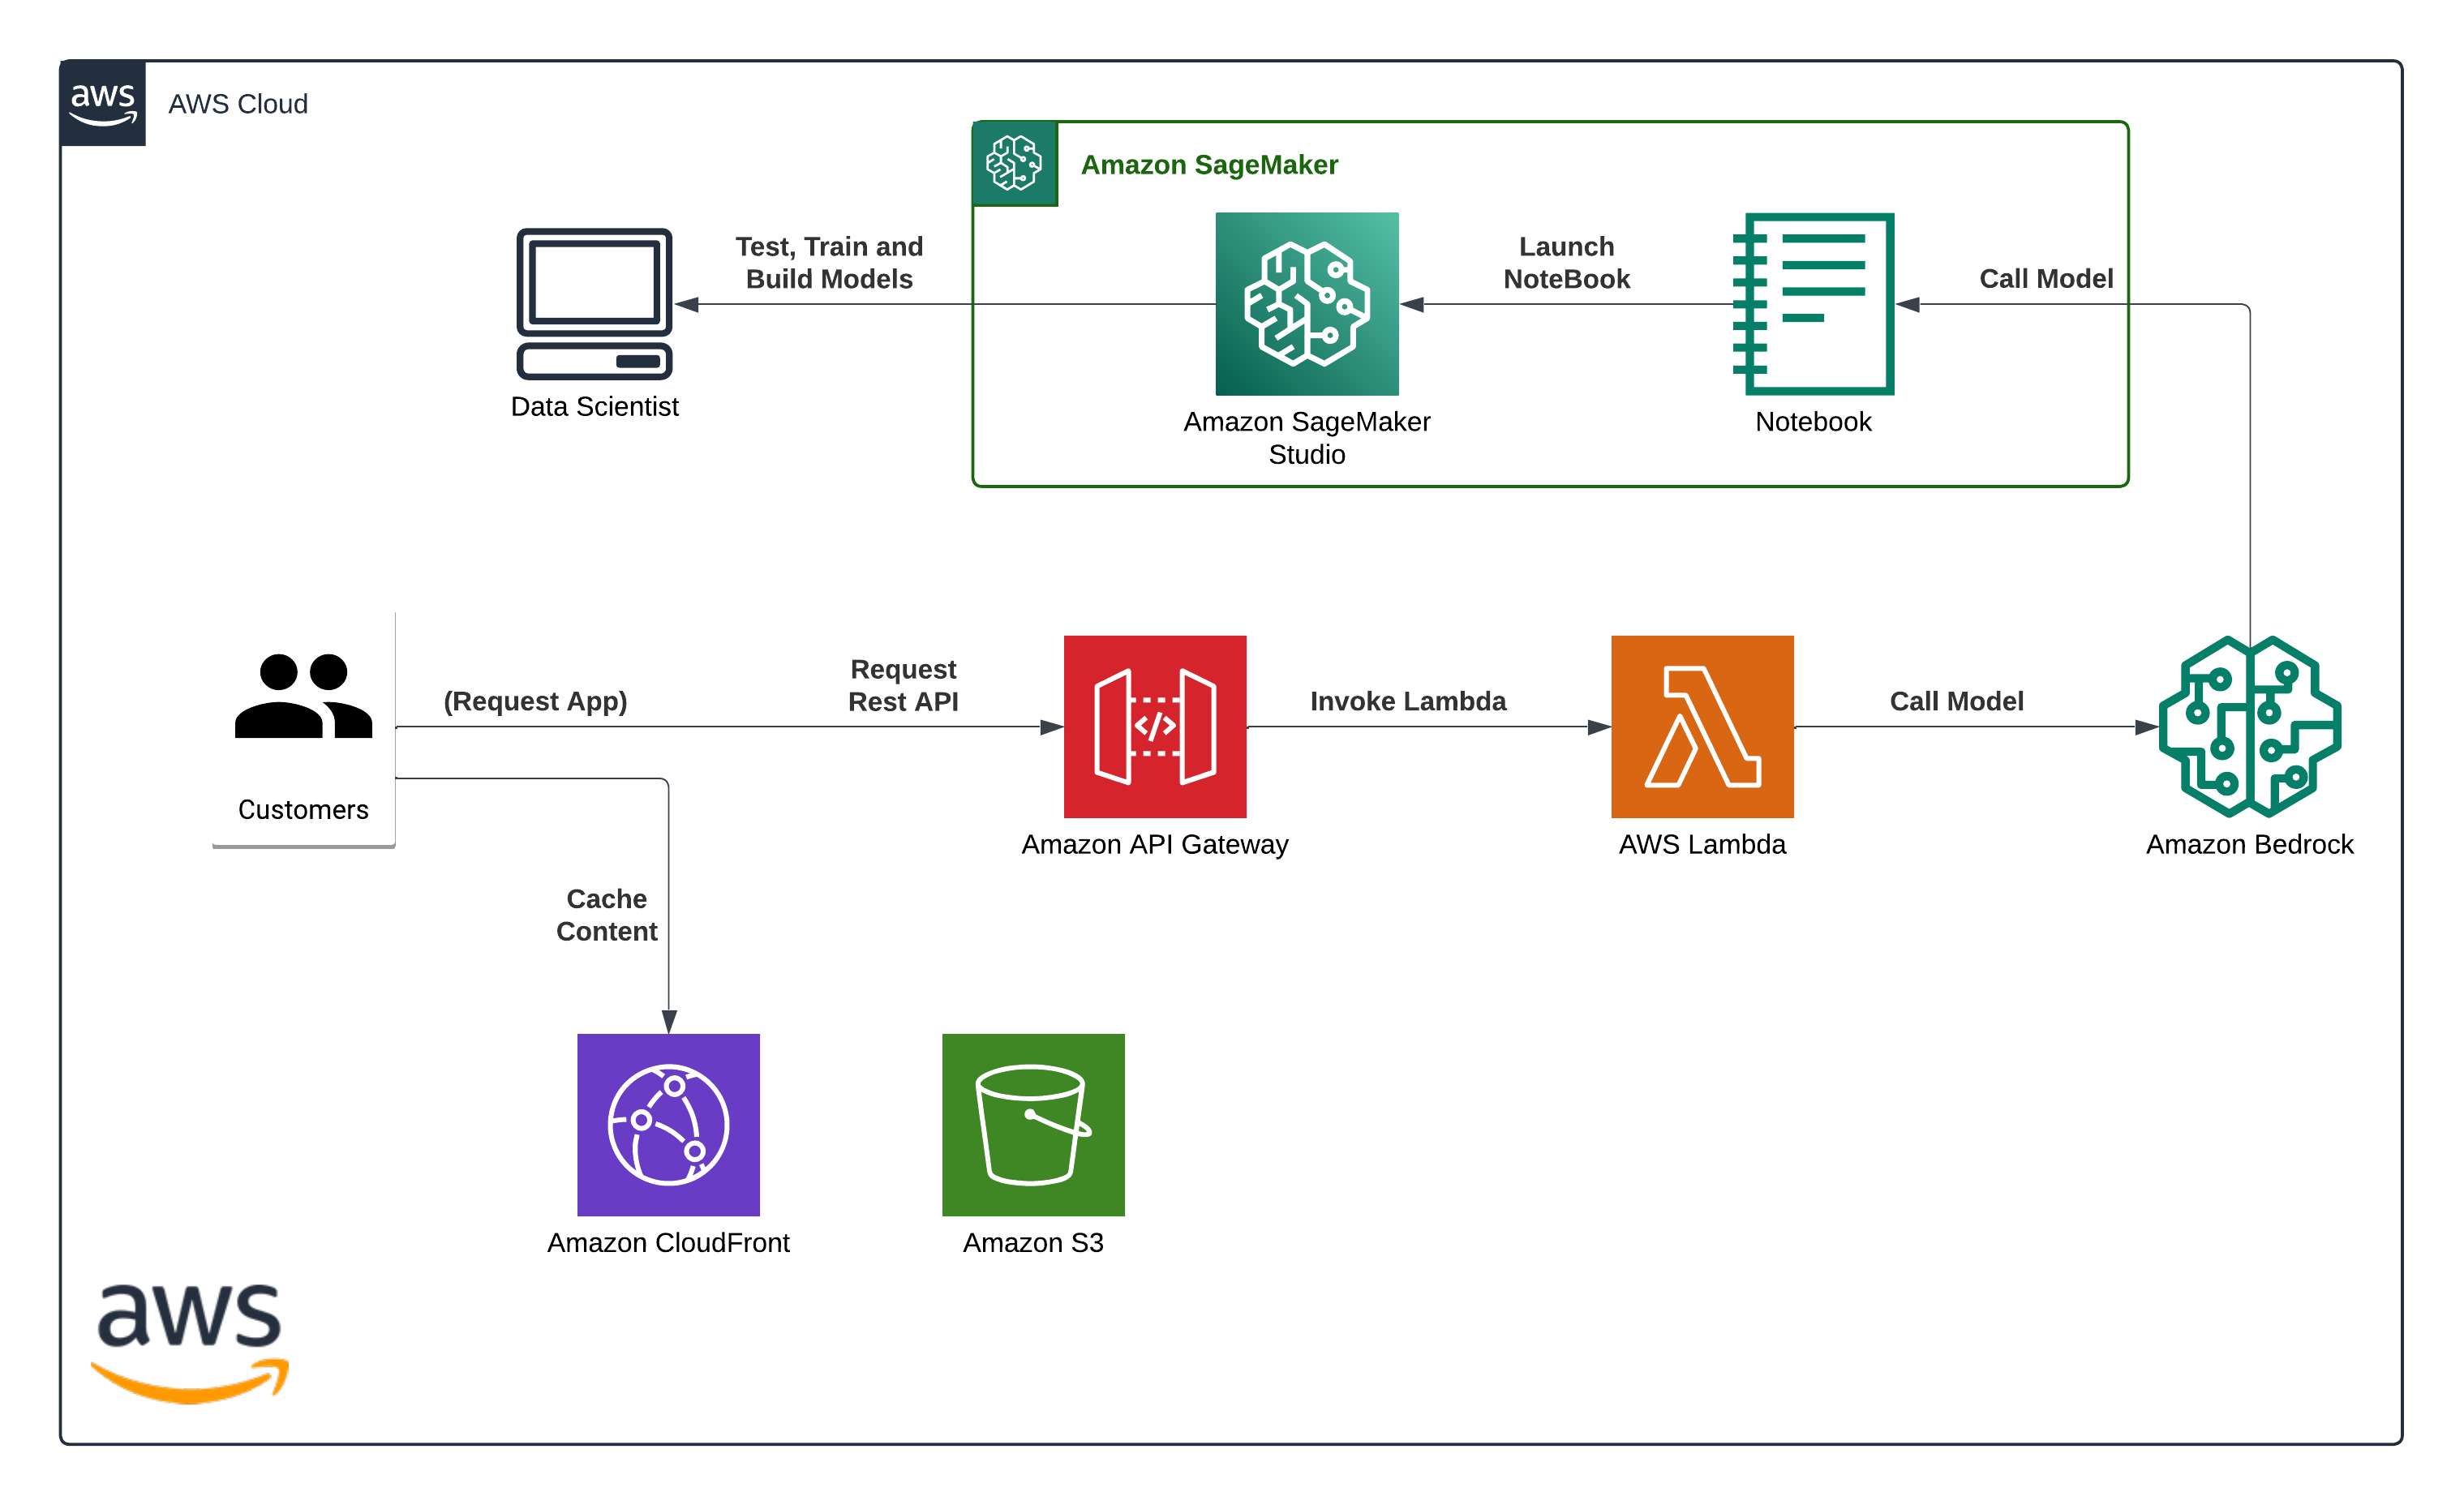 aws
AWS Cloud
Amazon SageMaker
Test, Train and
Build Models
Launch
NoteBook
Call Model
Data Scientist
Amazon SageMaker
Studio
Notebook
(Request App)
Request
Rest API
Invoke Lambda
Call Model
Customers
Amazon API Gateway
AWS Lambda
Amazon Bedrock
Cache
Content
Amazon CloudFront
Amazon S3
aws